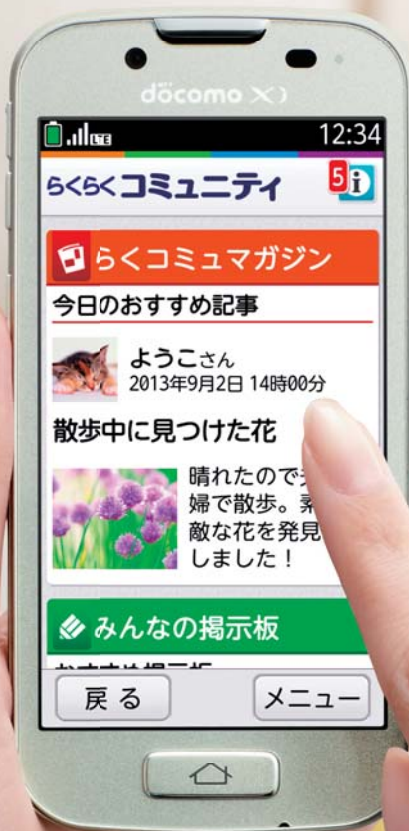 döcomo Xi
LTE 12:34
らくらくコミュニティ
5 i
らくコミュマガジン
今日のおすすめ記事
ようこさん
2013年9月2日 14時00分
散歩中に見つけた花
晴れたので
婦で散歩。素
敵な花を発見
しました！
みんなの掲示板
戻る
メニュー